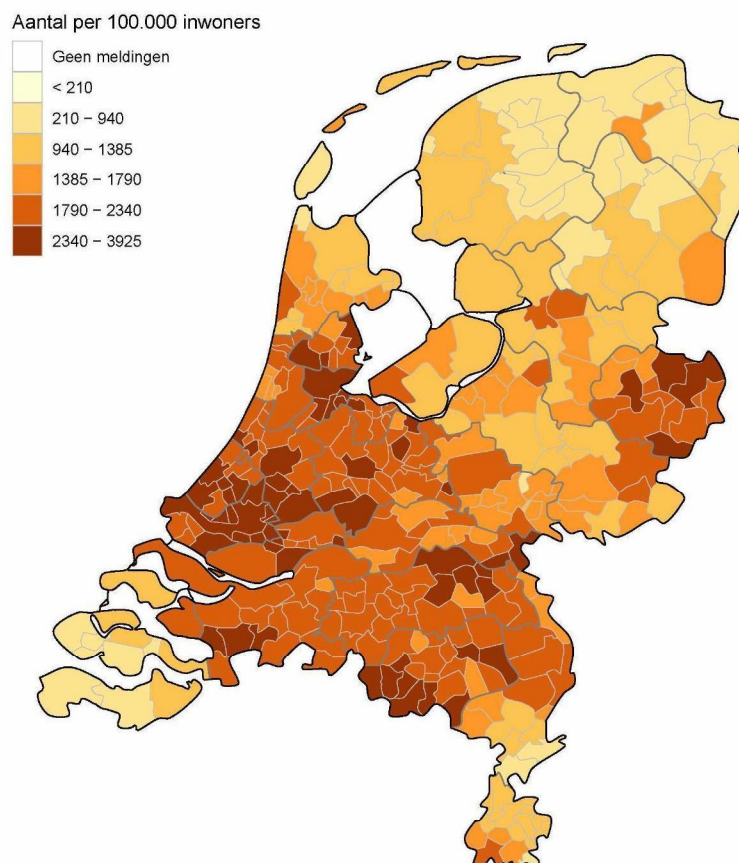 Aantal per 100.000 inwoners
Geen meldingen
< 210
210 – 940
940 – 1385
1385 – 1790
1790 – 2340
2340 – 3925